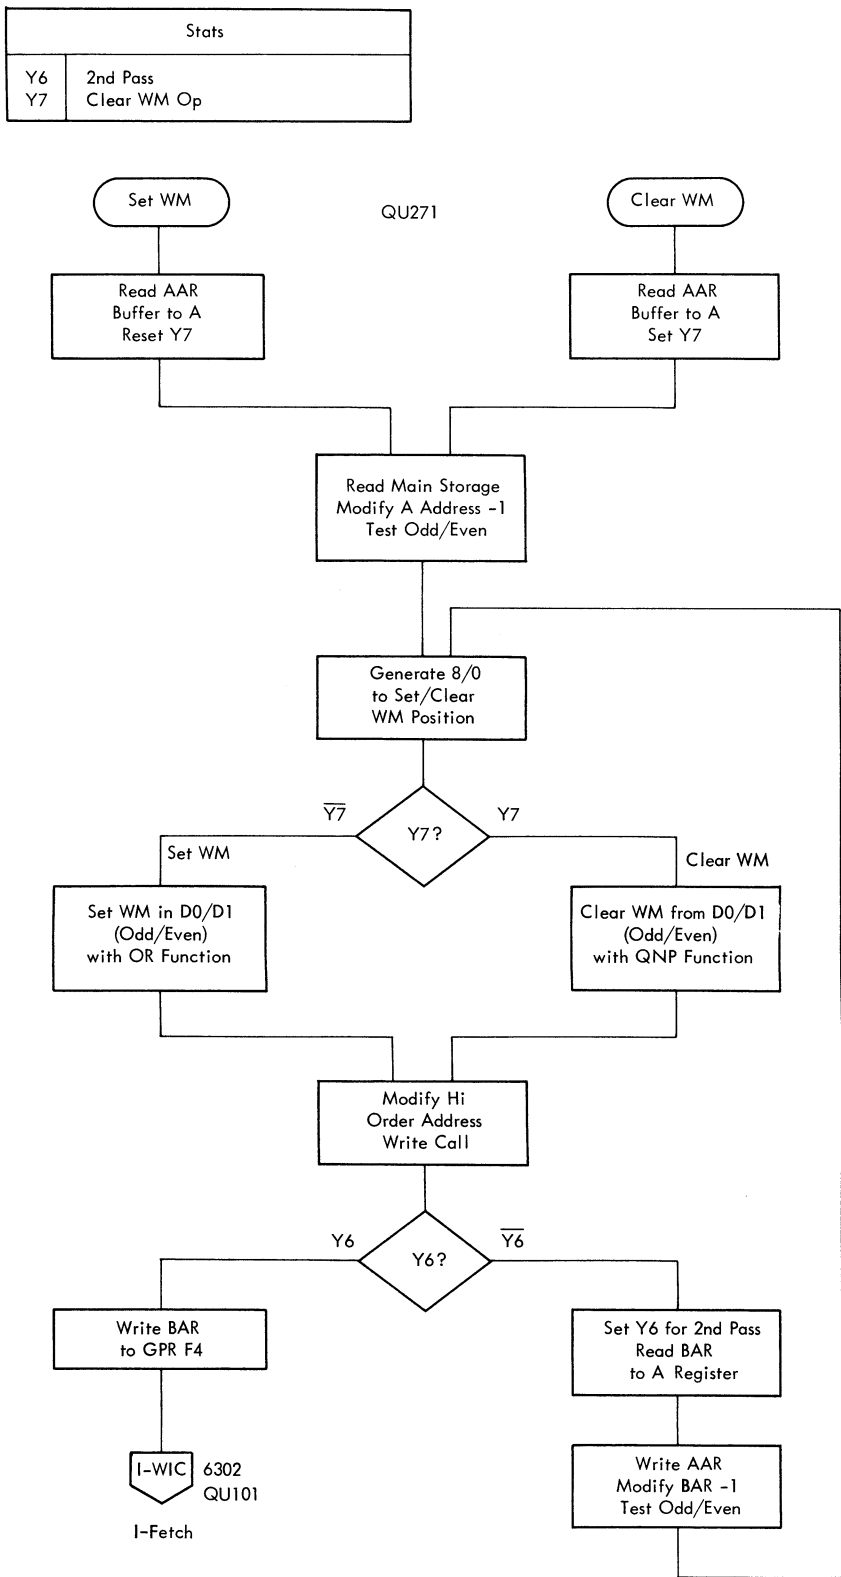 Stats
Y6 2nd Pass
Y7 Clear WM Op
Set WM
QU271
Clear WM
Read AAR
Buffer to A
Reset Y7
Read AAR
Buffer to A
Set Y7
Read Main Storage
Modify A Address -1
Test Odd/Even
Generate 8/0
to Set/Clear
WM Position
Y7
Y7?
Y7
Set WM
Clear WM
Set WM in D0/D1
(Odd/Even)
with OR Function
Clear WM from D0/D1
(Odd/Even)
with QNP Function
Modify Hi
Order Address
Write Call
Y6
Y6?
Y6
Write BAR
to GPR F4
Set Y6 for 2nd Pass
Read BAR
to A Register
I-WIC
6302
QU101
I-Fetch
Write AAR
Modify BAR -1
Test Odd/Even